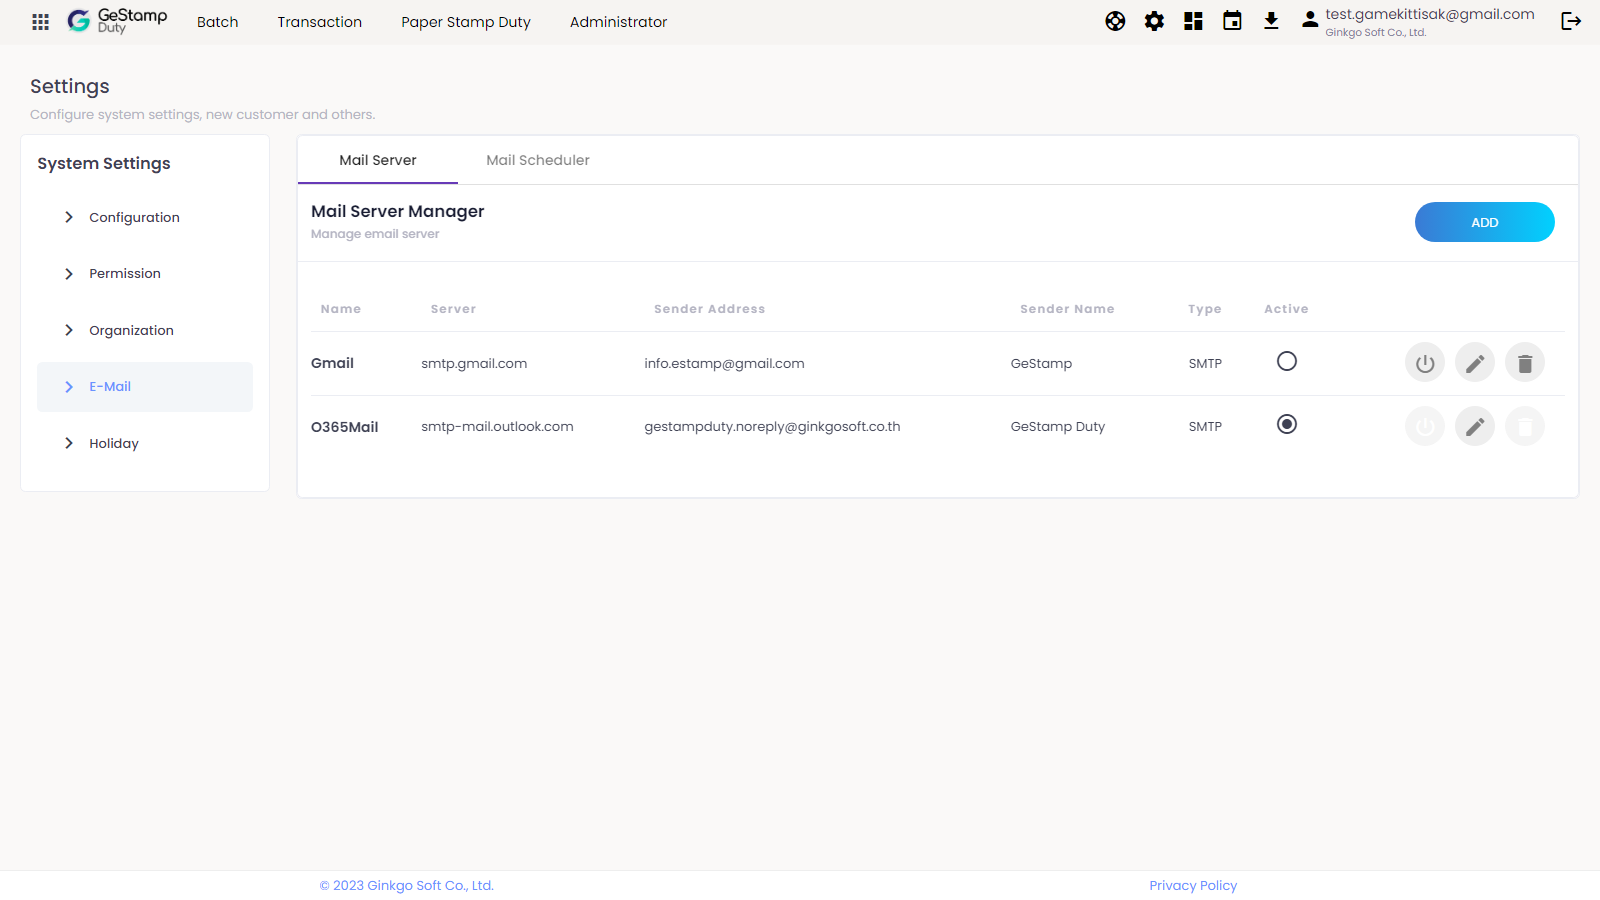 GeStamp
Duty
Batch
Transaction
Paper Stamp Duty
Administrator
test.gamekittisak@gmail.com
Ginkgo Soft Co., Ltd.
Settings
Configure system settings, new customer and others.
System Settings
Configuration
Permission
Organization
E-Mail
Holiday
Mail Server
Mail Scheduler
Mail Server Manager
Manage email server
ADD
Name Server Sender Address Sender Name Type Active
Gmail smtp.gmail.com info.estamp@gmail.com GeStamp SMTP
O365Mail smtp-mail.outlook.com gestampduty.noreply@ginkgosoft.co.th GeStamp Duty SMTP
© 2023 Ginkgo Soft Co., Ltd.
Privacy Policy